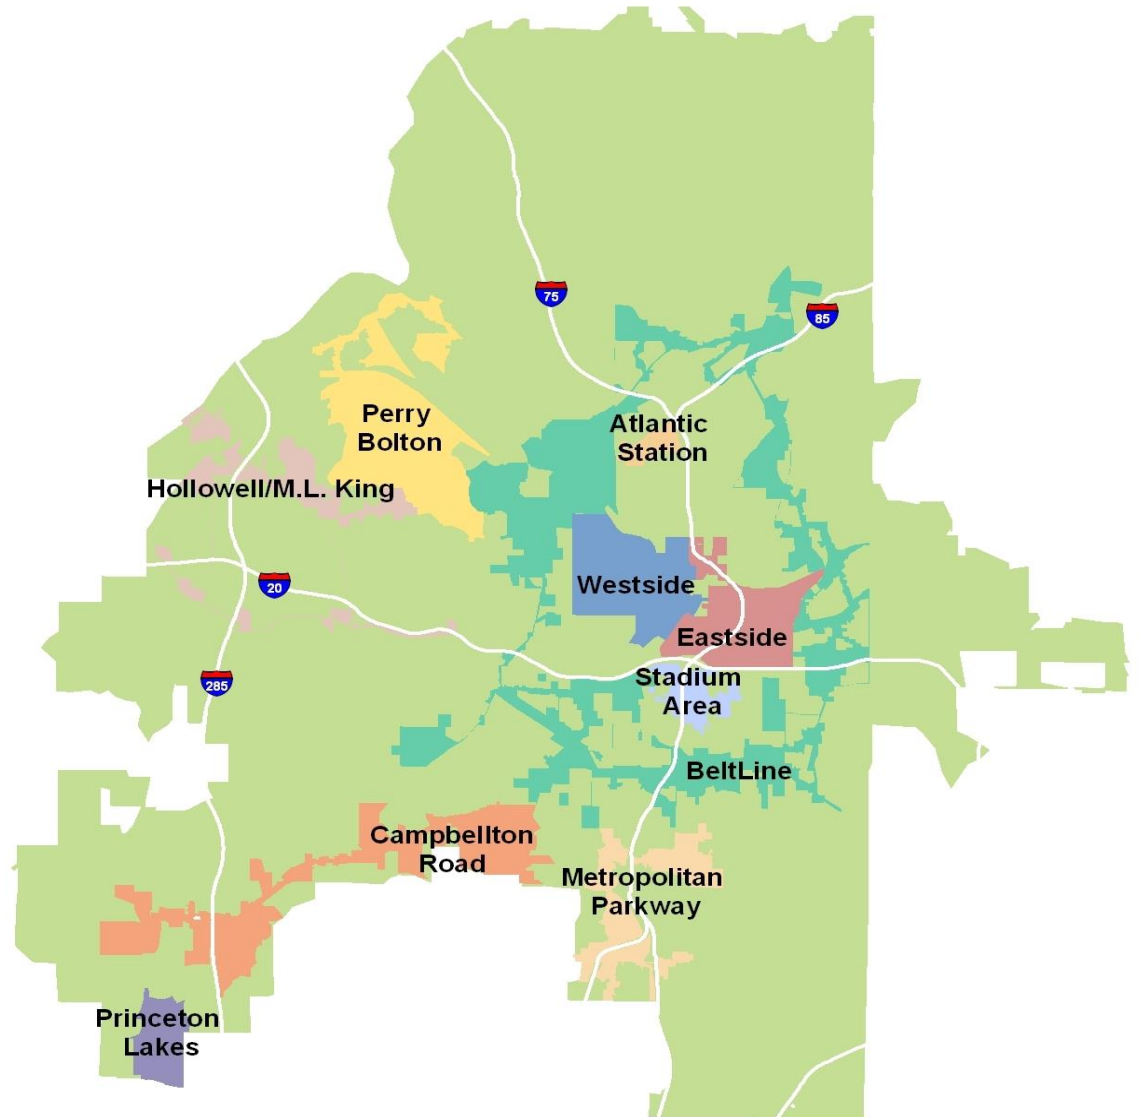 75
85
Perry
Bolton
Atlantic
Station
Hollowell/M.L. King
20
Westside
Eastside
285
Stadium
Area
BeltLine
Campbellton
Road
Metropolitan
Parkway
Princeton
Lakes